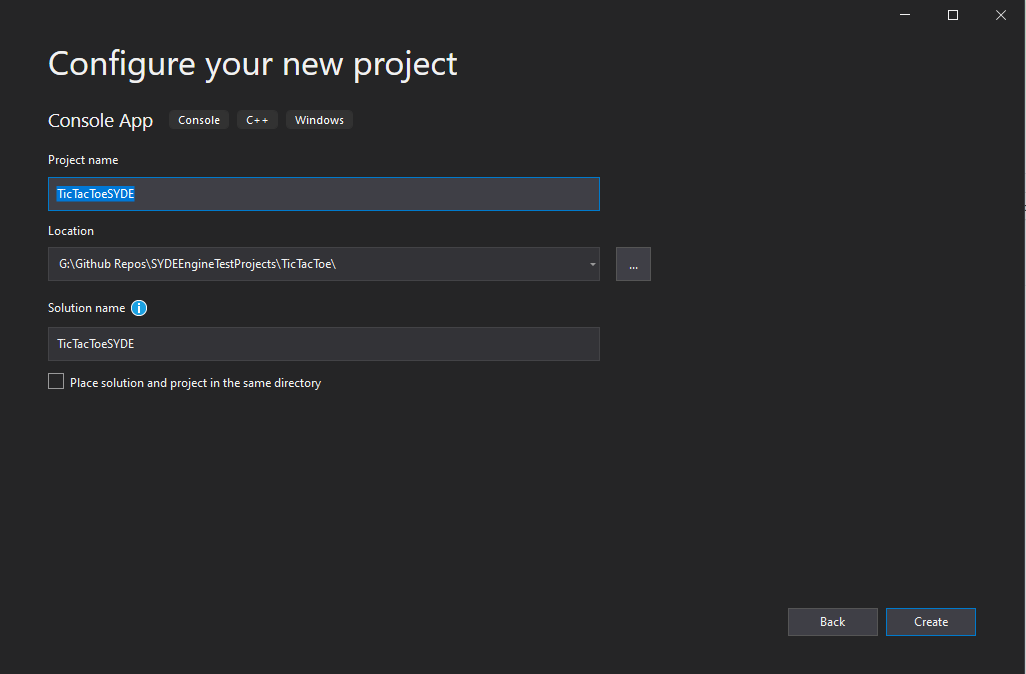 Configure your new project
Console App Console C++ Windows
Project name
TicTacToeSYDE
Location
G:\Github Repos\SYDEEngineTestProjects\TicTacToe\
...
Solution name
TicTacToeSYDE
Place solution and project in the same directory
Back Create